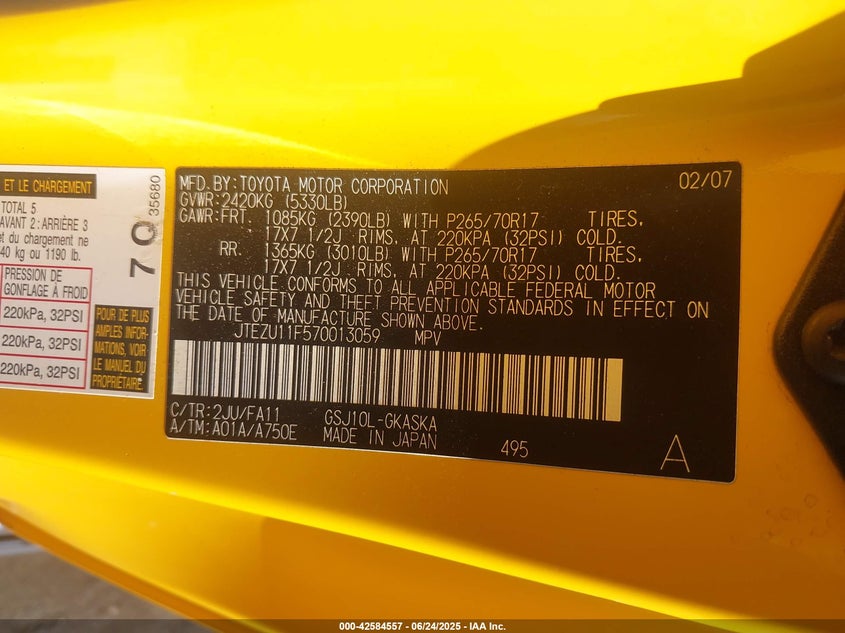 ET LE CHARGEMENT
TOTAL 5
AVANT 2: ARRIÈRE 3
et du chargement ne
40 kg ou 1190 lb.
PRESSION DE
GONFLAGE À FROID
220kPa, 32PSI
220kPa, 32PSI
220kPa, 32PSI
7Q
35680
POUR DE PLUS
AMPLES INFOR-
MATIONS, VOIR
LE MANUEL DU
PROPRIÉTAIRE.
MFD.BY:TOYOTA MOTOR CORPORATION 02/07
GVWR:2420KG (5330LB)
GAWR:FRT. 1085KG (2390LB) WITH P265/70R17 TIRES,
17X7 1/2J RIMS, AT 220KPA (32PSI) COLD.
RR. 1365KG (3010LB) WITH P265/70R17 TIRES,
17X7 1/2J RIMS, AT 220KPA (32PSI) COLD.
THIS VEHICLE CONFORMS TO ALL APPLICABLE FEDERAL MOTOR
VEHICLE SAFETY AND THEFT PREVENTION STANDARDS IN EFFECT ON
THE DATE OF MANUFACTURE SHOWN ABOVE.
JTEZU11F570013059 MPV
C/TR:2JU/FA11 GSJ10L-GKASKA
A/TM:A01A/A750E MADE IN JAPAN 495 A
000-42584557 - 06/24/2025 - IAA Inc.